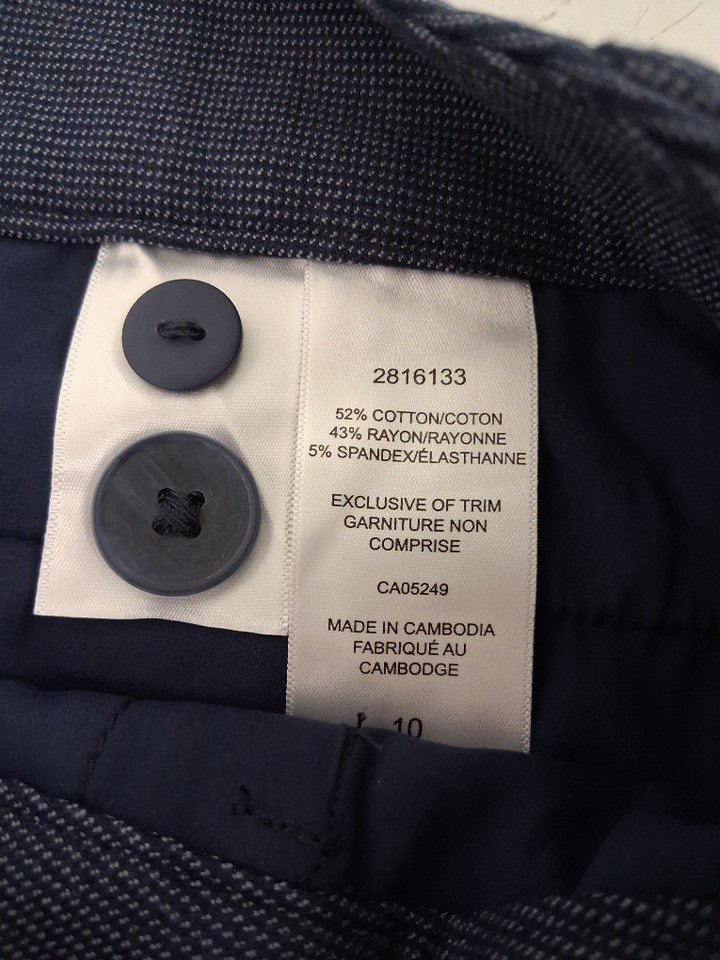 2816133
52% COTTON/COTON
43% RAYON/RAYONNE
5% SPANDEX/ÉLASTHANNE
EXCLUSIVE OF TRIM
GARNITURE NON
COMPRISE
CA05249
MADE IN CAMBODIA
FABRIQUÉ AU
CAMBODGE
10